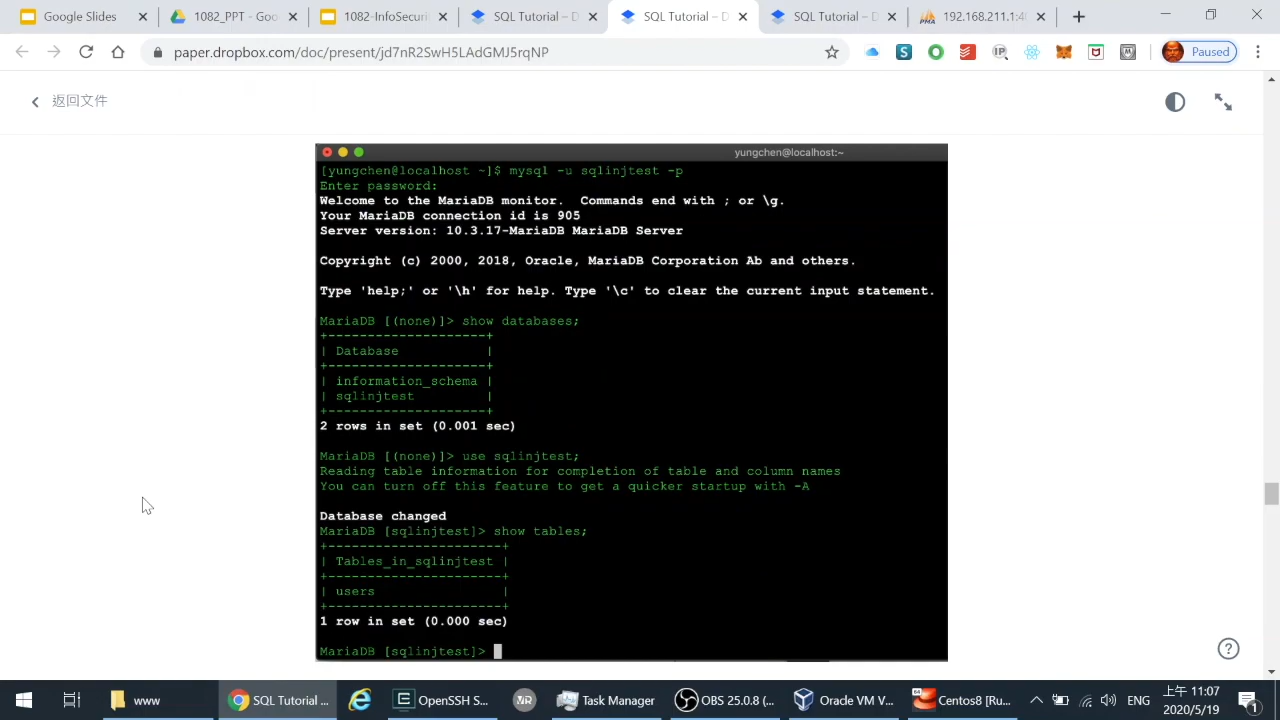 Google Slides
1082_PPT - Goo
1082-InfoSecuri
SQL Tutorial – D
SQL Tutorial – D
SQL Tutorial – D
192.168.211.1:4
paper.dropbox.com/doc/present/jd7nR2SwH5LAdGMJ5rqNP
Paused
返回文件
yungchen@localhost:~
[yungchen@localhost ~]$ mysql -u sqlinjtest -p
Enter password:
Welcome to the MariaDB monitor.  Commands end with ; or \g.
Your MariaDB connection id is 905
Server version: 10.3.17-MariaDB MariaDB Server
Copyright (c) 2000, 2018, Oracle, MariaDB Corporation Ab and others.
Type 'help;' or '\h' for help. Type '\c' to clear the current input statement.
MariaDB [(none)]> show databases;
+--------------------+
| Database           |
+--------------------+
| information_schema |
| sqlinjtest         |
+--------------------+
2 rows in set (0.001 sec)
MariaDB [(none)]> use sqlinjtest;
Reading table information for completion of table and column names
You can turn off this feature to get a quicker startup with -A
Database changed
MariaDB [sqlinjtest]> show tables;
+----------------------+
| Tables_in_sqlinjtest |
+----------------------+
| users                |
+----------------------+
1 row in set (0.000 sec)
MariaDB [sqlinjtest]>
www
SQL Tutorial ...
OpenSSH S...
Task Manager
OBS 25.0.8 (...
Oracle VM V...
Centos8 [Ru...
ENG
上午 11:07
2020/5/19